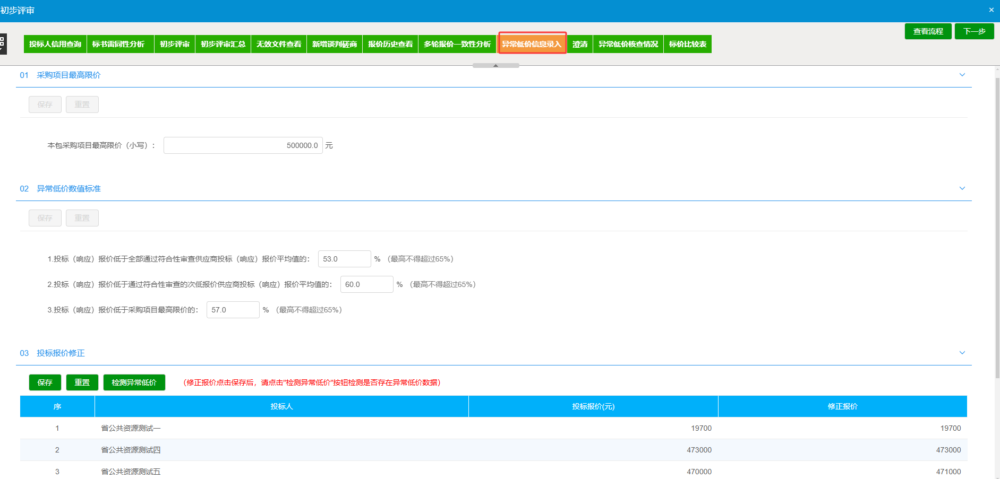 初步评审
×
查看流程 下一步
投标人信用查询 标书雷同性分析 初步评审 初步评审汇总 无效文件查看 新增谈判磋商 报价历史查看 多轮报价一致性分析 异常低价信息录入 澄清 异常低价核查情况 标价比较表
01 采购项目最高限价
保存 重置
本包采购项目最高限价（小写）： 500000.0 元
02 异常低价数值标准
保存 重置
1.投标（响应）报价低于全部通过符合性审查供应商投标（响应）报价平均值的： 53.0 % （最高不得超过65%）
2.投标（响应）报价低于通过符合性审查的次低报价供应商投标（响应）报价平均值的： 60.0 % （最高不得超过65%）
3.投标（响应）报价低于采购项目最高限价的： 57.0 % （最高不得超过65%）
03 投标报价修正
保存 重置 检测异常低价 （修正报价点击保存后，请点击"检测异常低价"按钮检测是否存在异常低价数据）
序 投标人 投标报价(元) 修正报价
1 省公共资源测试一 19700 19700
2 省公共资源测试四 473000 473000
3 省公共资源测试五 470000 471000